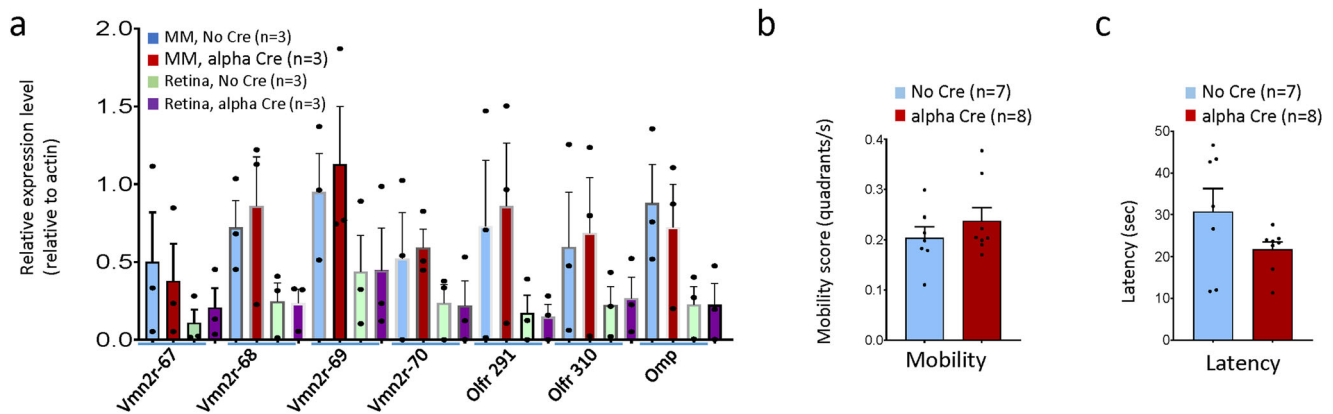 a
Relative expression level
(relative to actin)
2.0
1.5
1.0
0.5
0.0
MM, No Cre (n=3)
MM, alpha Cre (n=3)
Retina, No Cre (n=3)
Retina, alpha Cre (n=3)
Vmn2r-67
Vmn2r-68
Vmn2r-69
Vmn2r-70
Olfr 291
Olfr 310
Omp
b
No Cre (n=7)
alpha Cre (n=8)
Mobility score (quadrants/s)
0.4
0.3
0.2
0.1
0.0
Mobility
c
No Cre (n=7)
alpha Cre (n=8)
Latency (sec)
50
40
30
20
10
0
Latency